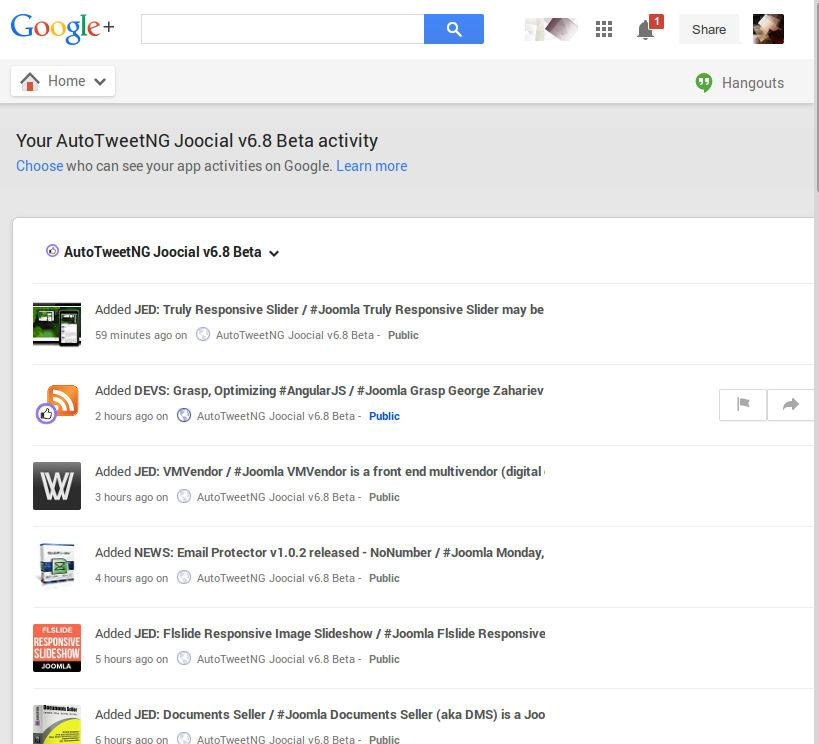 Google+
1
Share
Home
Hangouts
Your AutoTweetNG Joocial v6.8 Beta activity
Choose who can see your app activities on Google. Learn more
AutoTweetNG Joocial v6.8 Beta
Added JED: Truly Responsive Slider / #Joomla Truly Responsive Slider may be
59 minutes ago on AutoTweetNG Joocial v6.8 Beta - Public
Added DEVS: Grasp, Optimizing #AngularJS / #Joomla Grasp George Zahariev
2 hours ago on AutoTweetNG Joocial v6.8 Beta - Public
W
Added JED: VMVendor / #Joomla VMVendor is a front end multivendor (digital
3 hours ago on AutoTweetNG Joocial v6.8 Beta - Public
Added NEWS: Email Protector v1.0.2 released - NoNumber / #Joomla Monday,
4 hours ago on AutoTweetNG Joocial v6.8 Beta - Public
FLSLIDE
RESPONSIVE
SLIDESHOW
JOOMLA
Added JED: Flslide Responsive Image Slideshow / #Joomla Flslide Responsive
5 hours ago on AutoTweetNG Joocial v6.8 Beta - Public
Documents Seller
Added JED: Documents Seller / #Joomla Documents Seller (aka DMS) is a Joo
6 hours ago on AutoTweetNG Joocial v6.8 Beta - Public